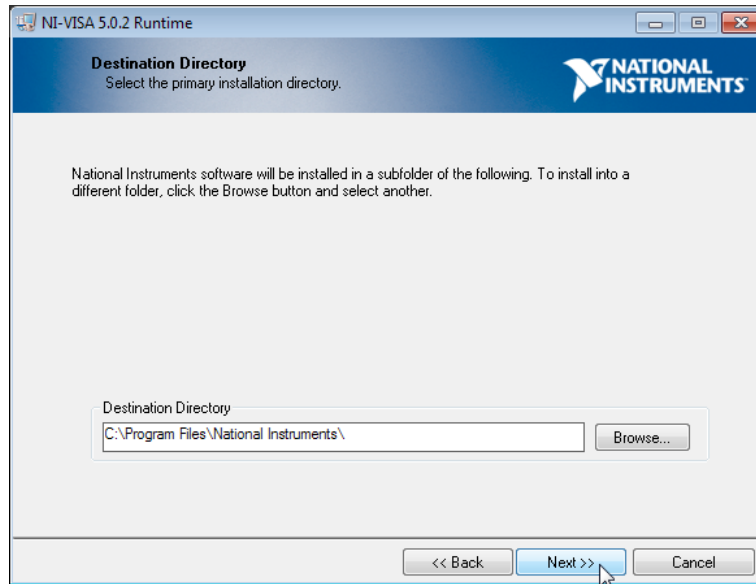 NI-VISA 5.0.2 Runtime
Destination Directory
Select the primary installation directory.
NATIONAL
INSTRUMENTS
National Instruments software will be installed in a subfolder of the following. To install into a
different folder, click the Browse button and select another.
Destination Directory
C:\Program Files\National Instruments\
Browse...
<< Back
Next >>
Cancel